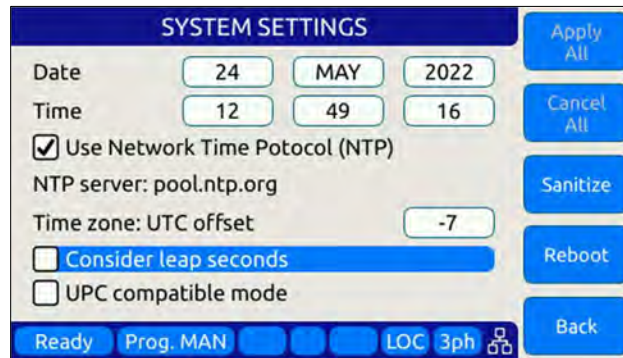 SYSTEM SETTINGS
Apply
All
Date 24 MAY 2022
Time 12 49 16
Cancel
All
Use Network Time Potocol (NTP)
NTP server: pool.ntp.org
Sanitize
Time zone: UTC offset -7
Consider leap seconds
Reboot
UPC compatible mode
Ready Prog. MAN LOC 3ph
Back